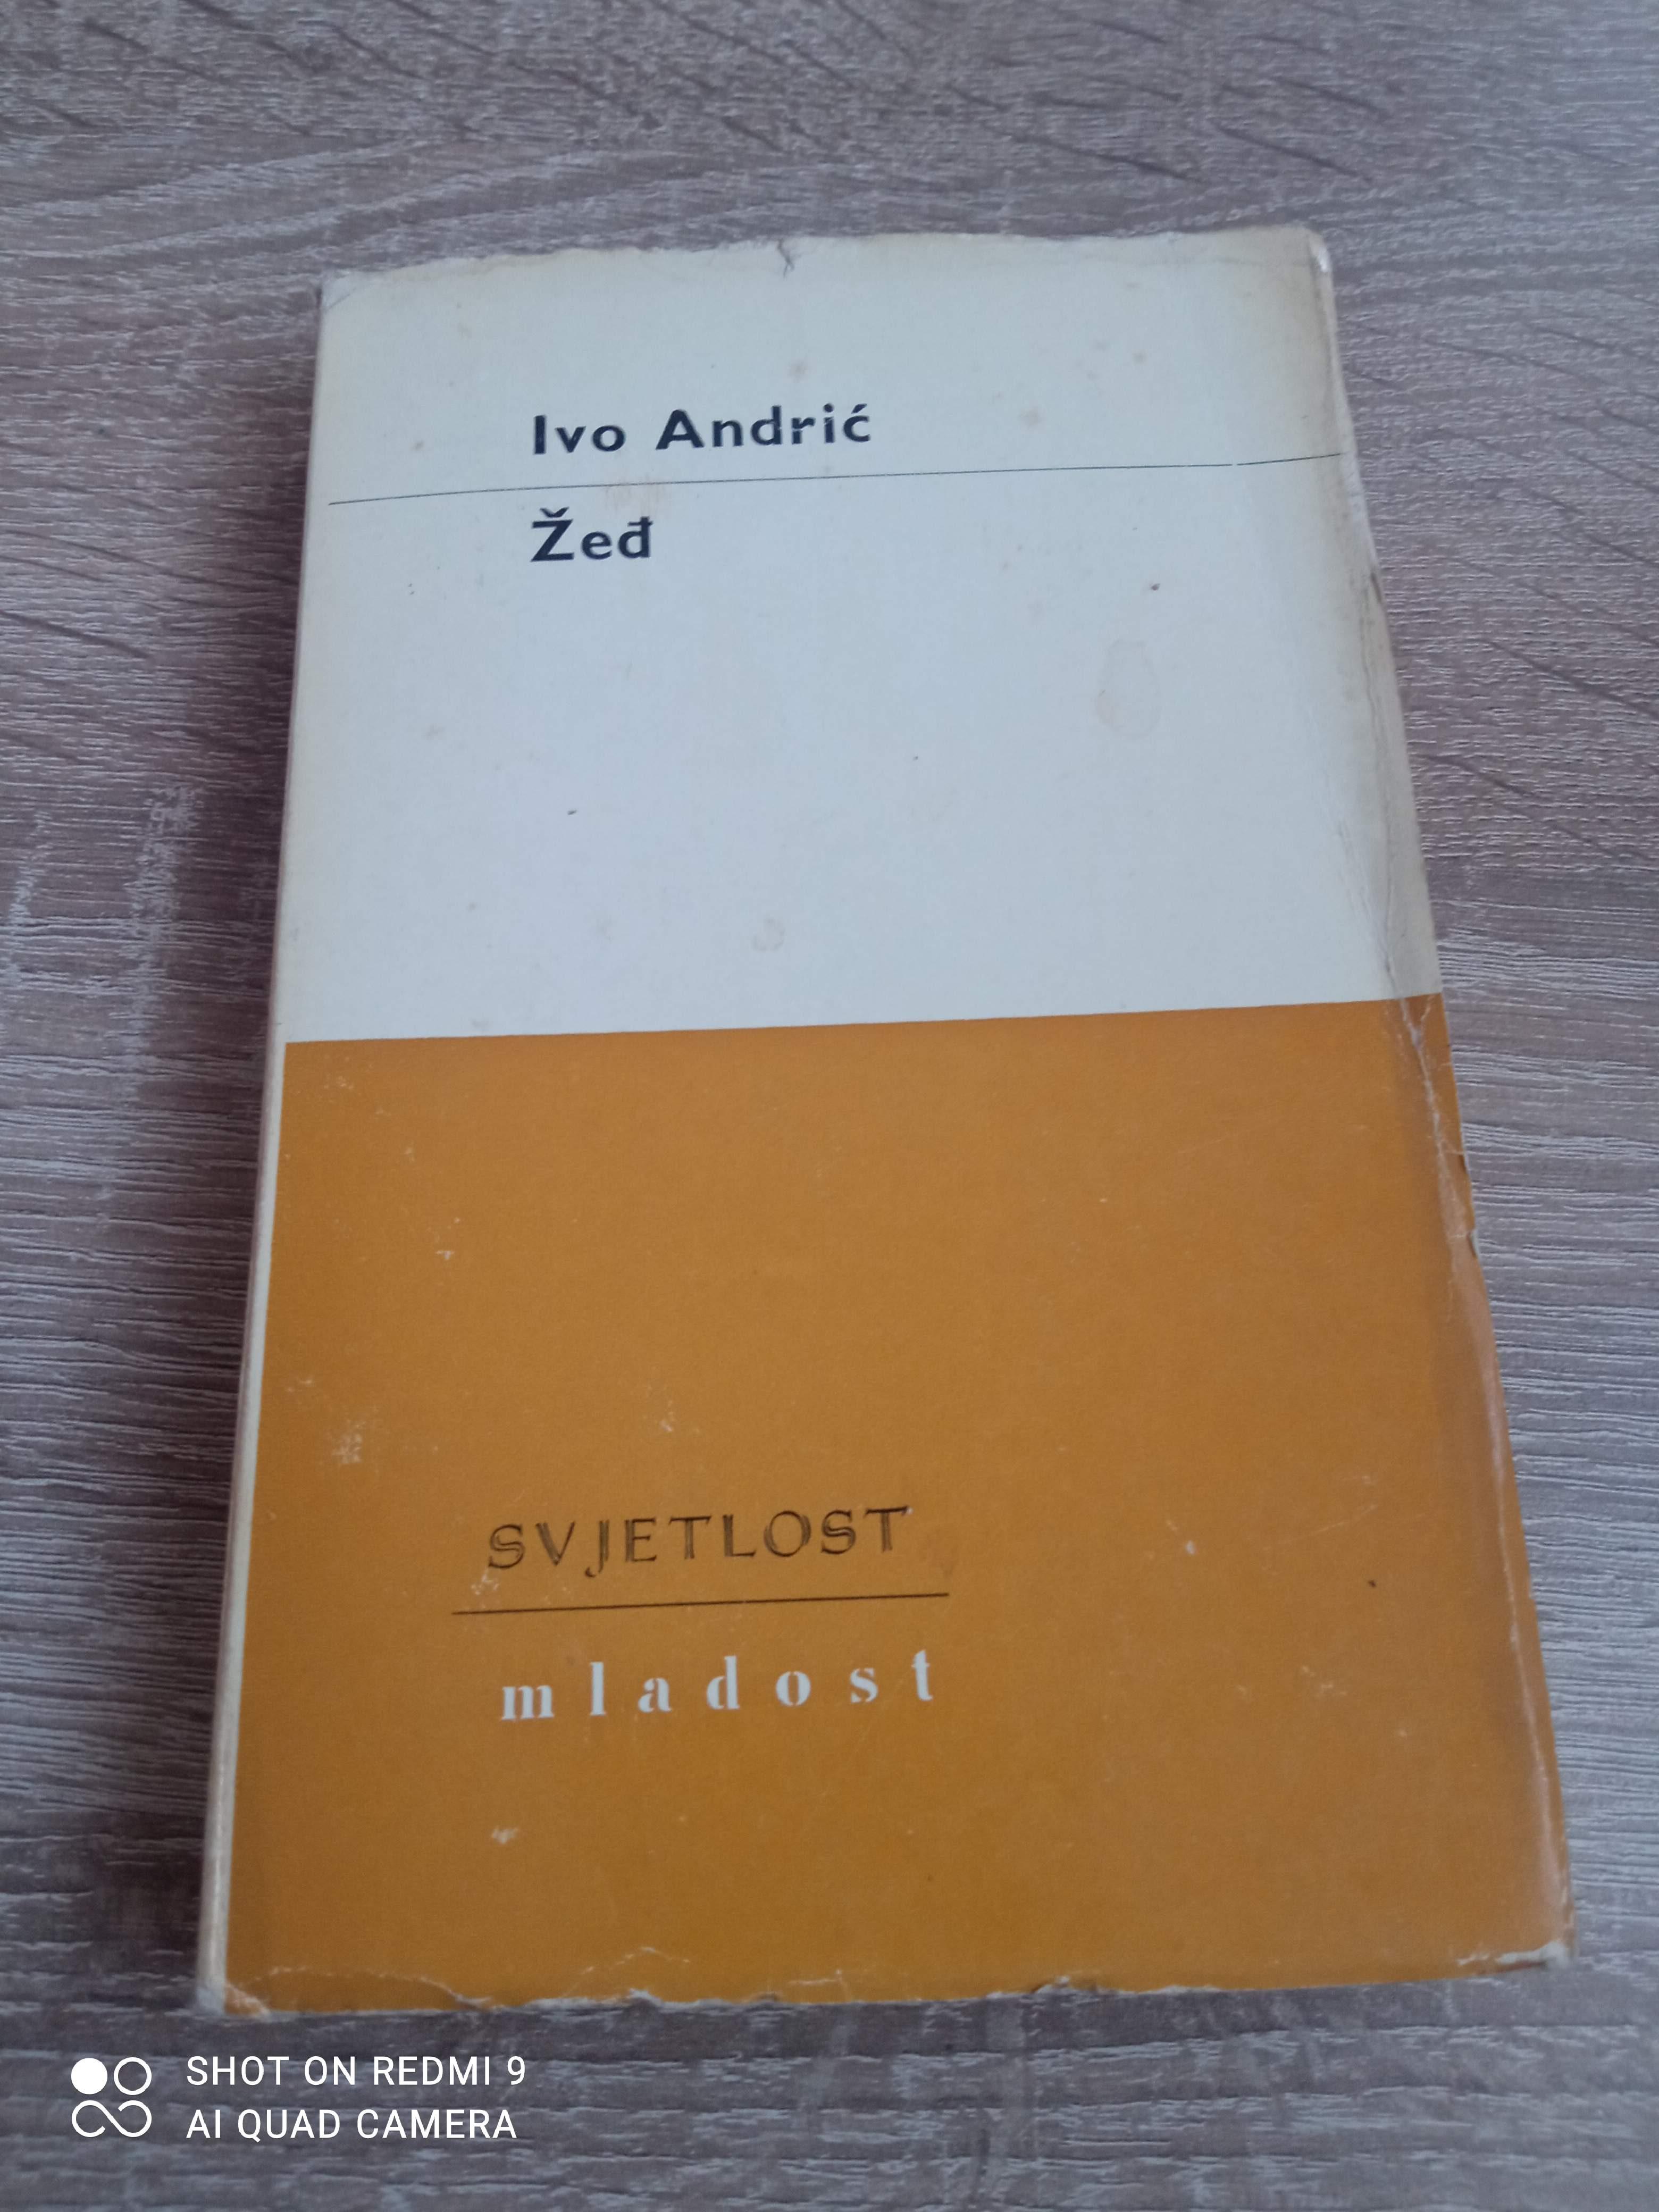 Ivo Andrić
Žeđ
SVJETLOST
mladost
SHOT ON REDMI 9
AI QUAD CAMERA